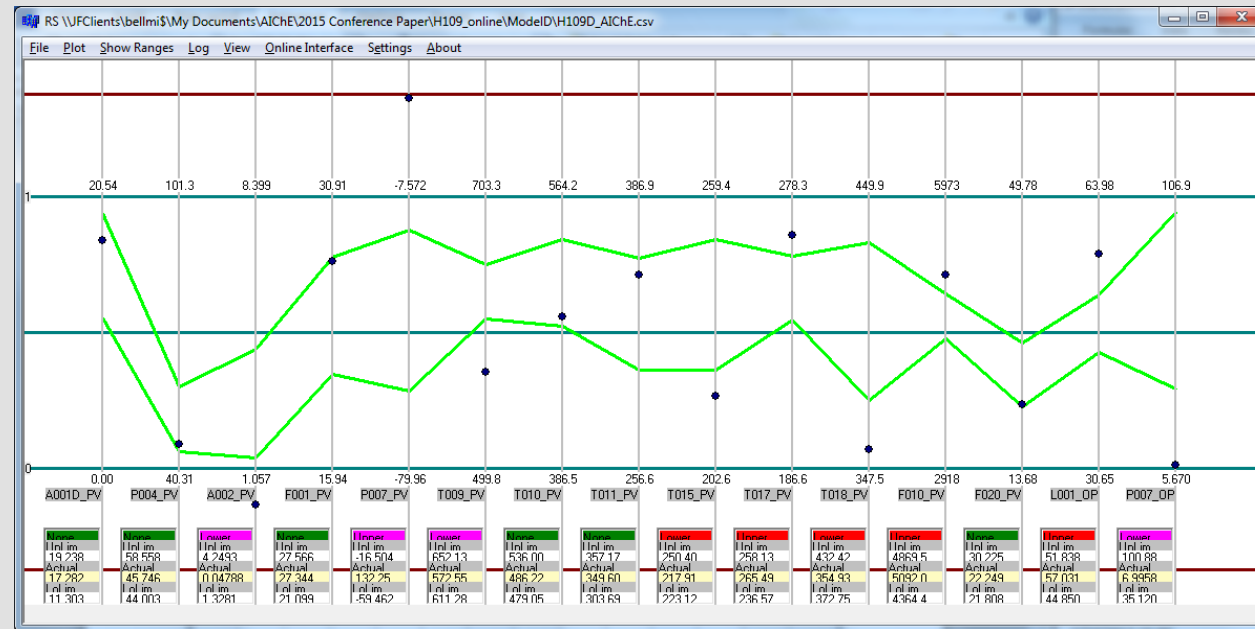 RS \\JFClients\bellmi$\My Documents\AIChE\2015 Conference Paper\H109_online\ModelD\H109D_AIChE.csv
File Plot Show Ranges Log View Online Interface Settings About
20.54 101.3 8.399 30.91 -7.572 703.3 564.2 386.9 259.4 278.3 449.9 5973 49.78 63.98 106.9
1
0
0.00 40.31 1.057 15.94 -79.96 499.8 386.5 256.6 202.6 186.6 347.5 2918 13.68 30.65 5.670
A001D_PV P004_PV A002_PV F001_PV P007_PV T009_PV T010_PV T011_PV T015_PV T017_PV T018_PV F010_PV F020_PV L001_OP P007_OP
None None Lower None Upper Lower None None Lower Upper Lower Upper None Upper Lower
UpLim UpLim UpLim UpLim UpLim UpLim UpLim UpLim UpLim UpLim UpLim UpLim UpLim UpLim UpLim
19.238 58.558 4.2493 27.566 -16.504 652.13 536.00 357.17 250.40 258.13 432.42 4869.5 30.225 51.838 100.88
Actual Actual Actual Actual Actual Actual Actual Actual Actual Actual Actual Actual Actual Actual Actual
17.282 45.746 0.04788 27.344 132.25 572.55 486.22 349.60 217.91 265.49 354.93 5092.0 22.249 57.031 6.9958
LoLim LoLim LoLim LoLim LoLim LoLim LoLim LoLim LoLim LoLim LoLim LoLim LoLim LoLim LoLim
11.303 44.003 1.3281 21.099 -59.462 611.28 479.05 303.69 223.12 236.57 372.75 4364.4 21.808 44.850 35.120